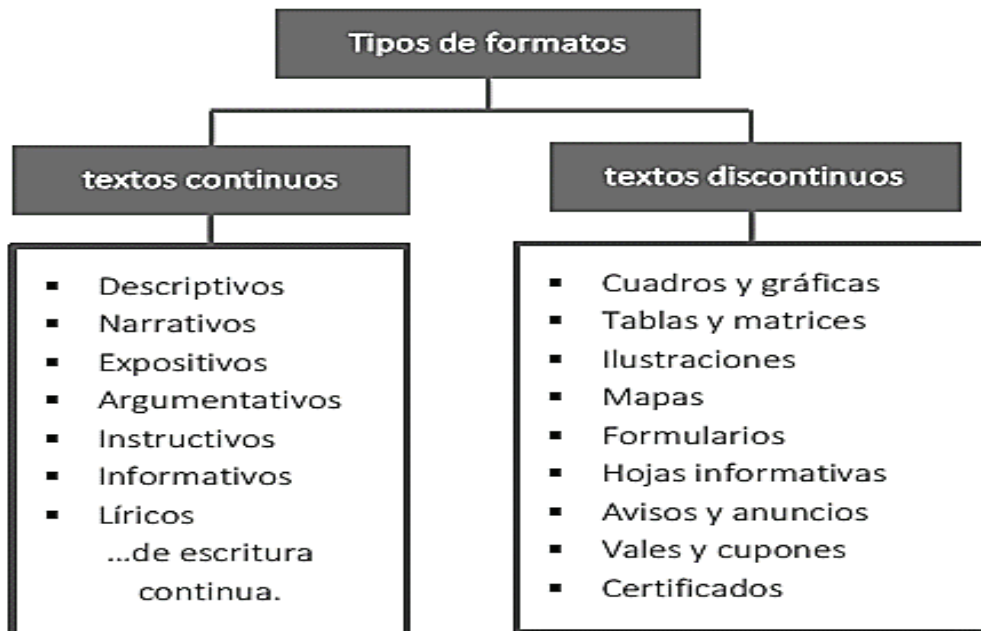 Tipos de formatos
textos continuos
▪ Descriptivos
▪ Narrativos
▪ Expositivos
▪ Argumentativos
▪ Instructivos
▪ Informativos
▪ Líricos
...de escritura
continua.
textos discontinuos
▪ Cuadros y gráficas
▪ Tablas y matrices
▪ Ilustraciones
▪ Mapas
▪ Formularios
▪ Hojas informativas
▪ Avisos y anuncios
▪ Vales y cupones
▪ Certificados